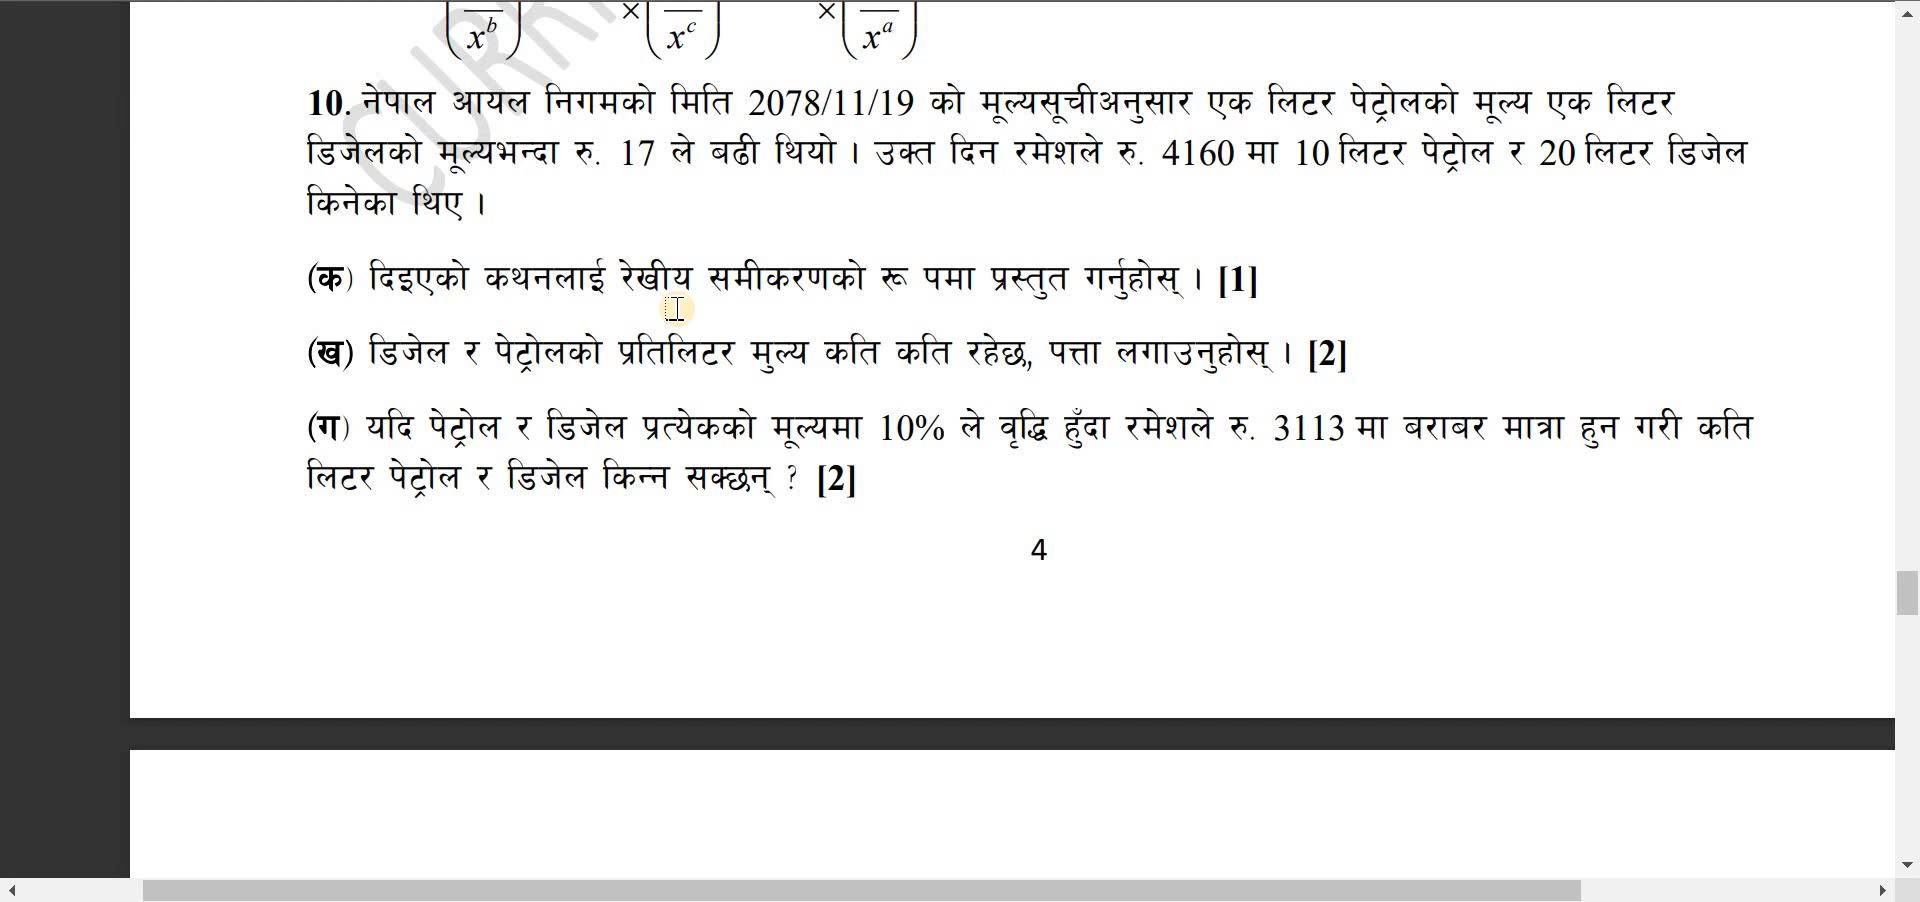 x^b × x^c × x^a
CURR
10. नेपाल आयल निगमको मिति 2078/11/19 को मूल्यसूचीअनुसार एक लिटर पेट्रोलको मूल्य एक लिटर
डिजेलको मूल्यभन्दा रु. 17 ले बढी थियो । उक्त दिन रमेशले रु. 4160 मा 10 लिटर पेट्रोल र 20 लिटर डिजेल
किनेका थिए ।
(क) दिइएको कथनलाई रेखीय समीकरणको रू पमा प्रस्तुत गर्नुहोस् । [1]
(ख) डिजेल र पेट्रोलको प्रतिलिटर मुल्य कति कति रहेछ, पत्ता लगाउनुहोस् । [2]
(ग) यदि पेट्रोल र डिजेल प्रत्येकको मूल्यमा 10% ले वृद्धि हुँदा रमेशले रु. 3113 मा बराबर मात्रा हुन गरी कति
लिटर पेट्रोल र डिजेल किन्न सक्छन् ? [2]
4